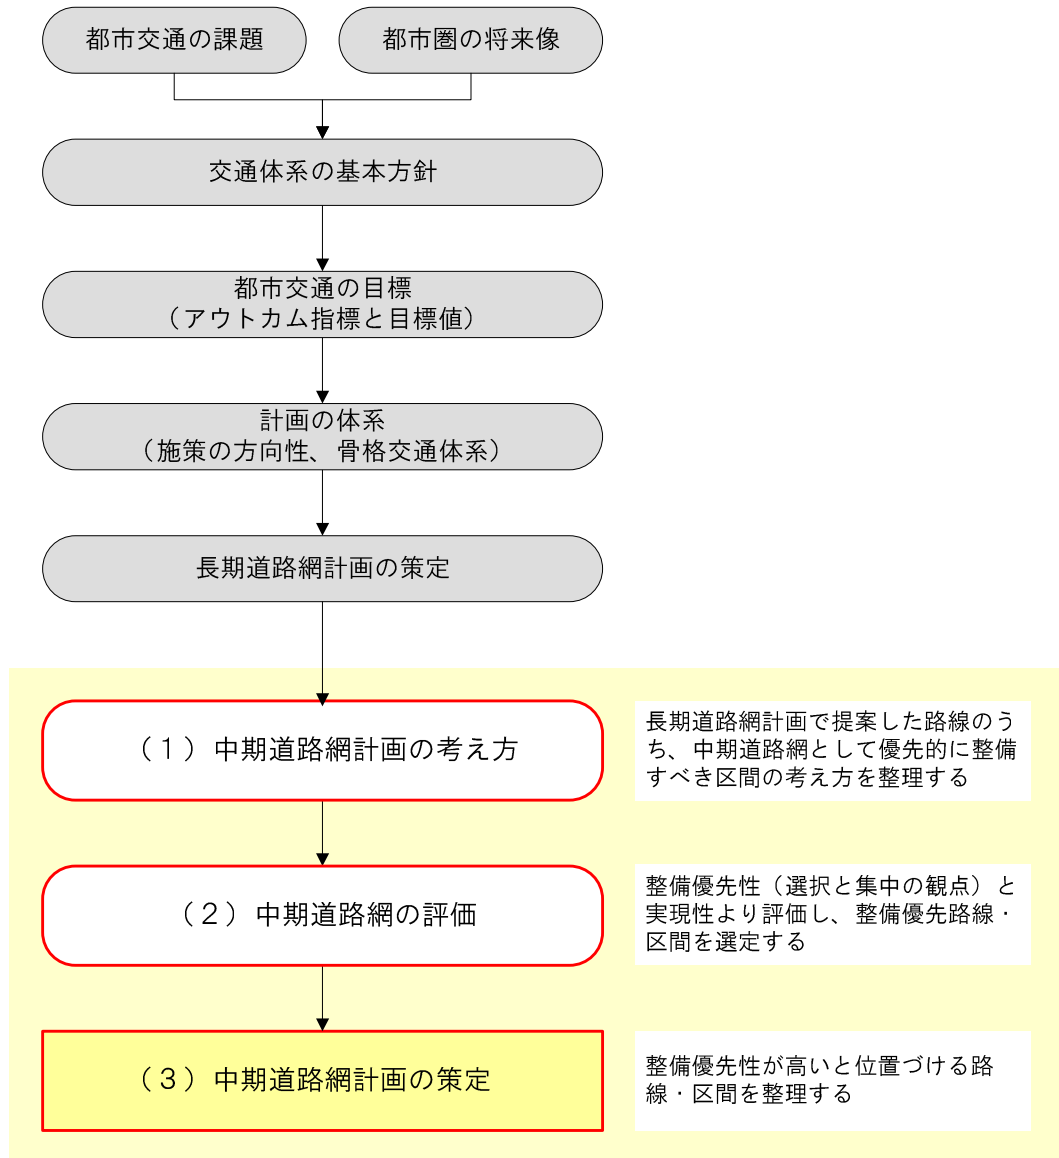 都市交通の課題
都市圏の将来像
交通体系の基本方針
都市交通の目標
（アウトカム指標と目標値）
計画の体系
（施策の方向性、骨格交通体系）
長期道路網計画の策定
（１）中期道路網計画の考え方
長期道路網計画で提案した路線のう
ち、中期道路網として優先的に整備
すべき区間の考え方を整理する
（２）中期道路網の評価
整備優先性（選択と集中の観点）と
実現性より評価し、整備優先路線・
区間を選定する
（３）中期道路網計画の策定
整備優先性が高いと位置づける路
線・区間を整理する